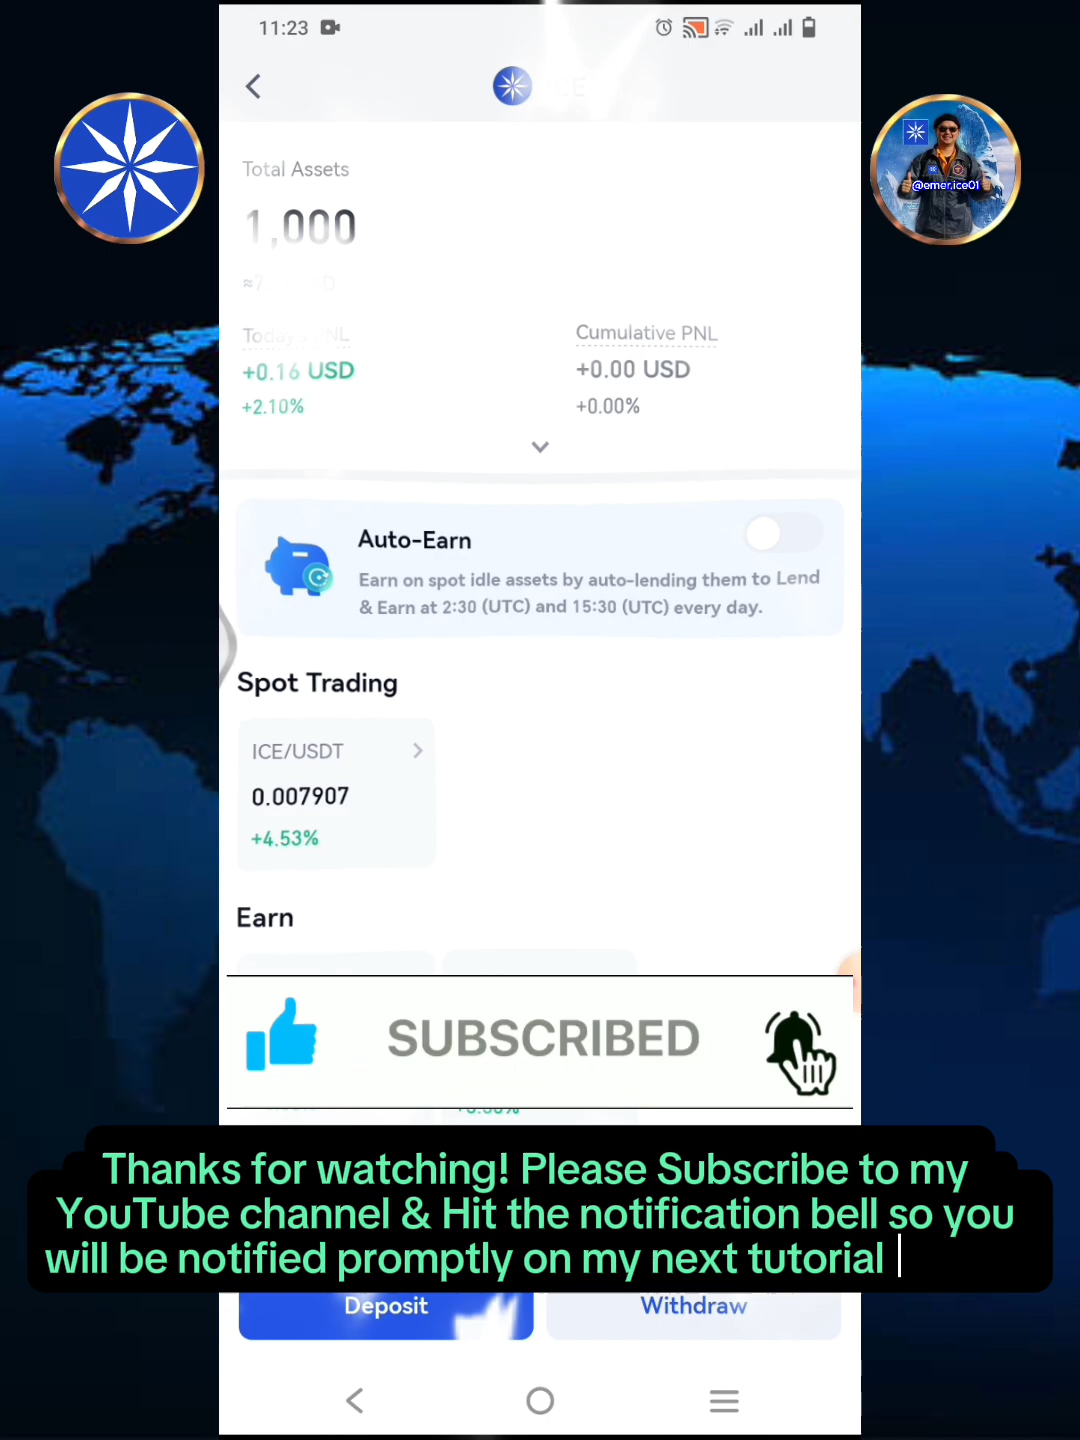 11:23
Total Assets
1,000
PNL
+0.16 USD
+2.10%
Cumulative PNL
+0.00 USD
+0.00%
Auto-Earn
Earn on spot idle assets by auto-lending them to Lend
& Earn at 2:30 (UTC) and 15:30 (UTC) every day.
Spot Trading
ICE/USDT
0.007907
+4.53%
Earn
SUBSCRIBED
Thanks for watching! Please Subscribe to my
YouTube channel & Hit the notification bell so you
will be notified promptly on my next tutorial
Deposit
Withdraw
@emer.ice01